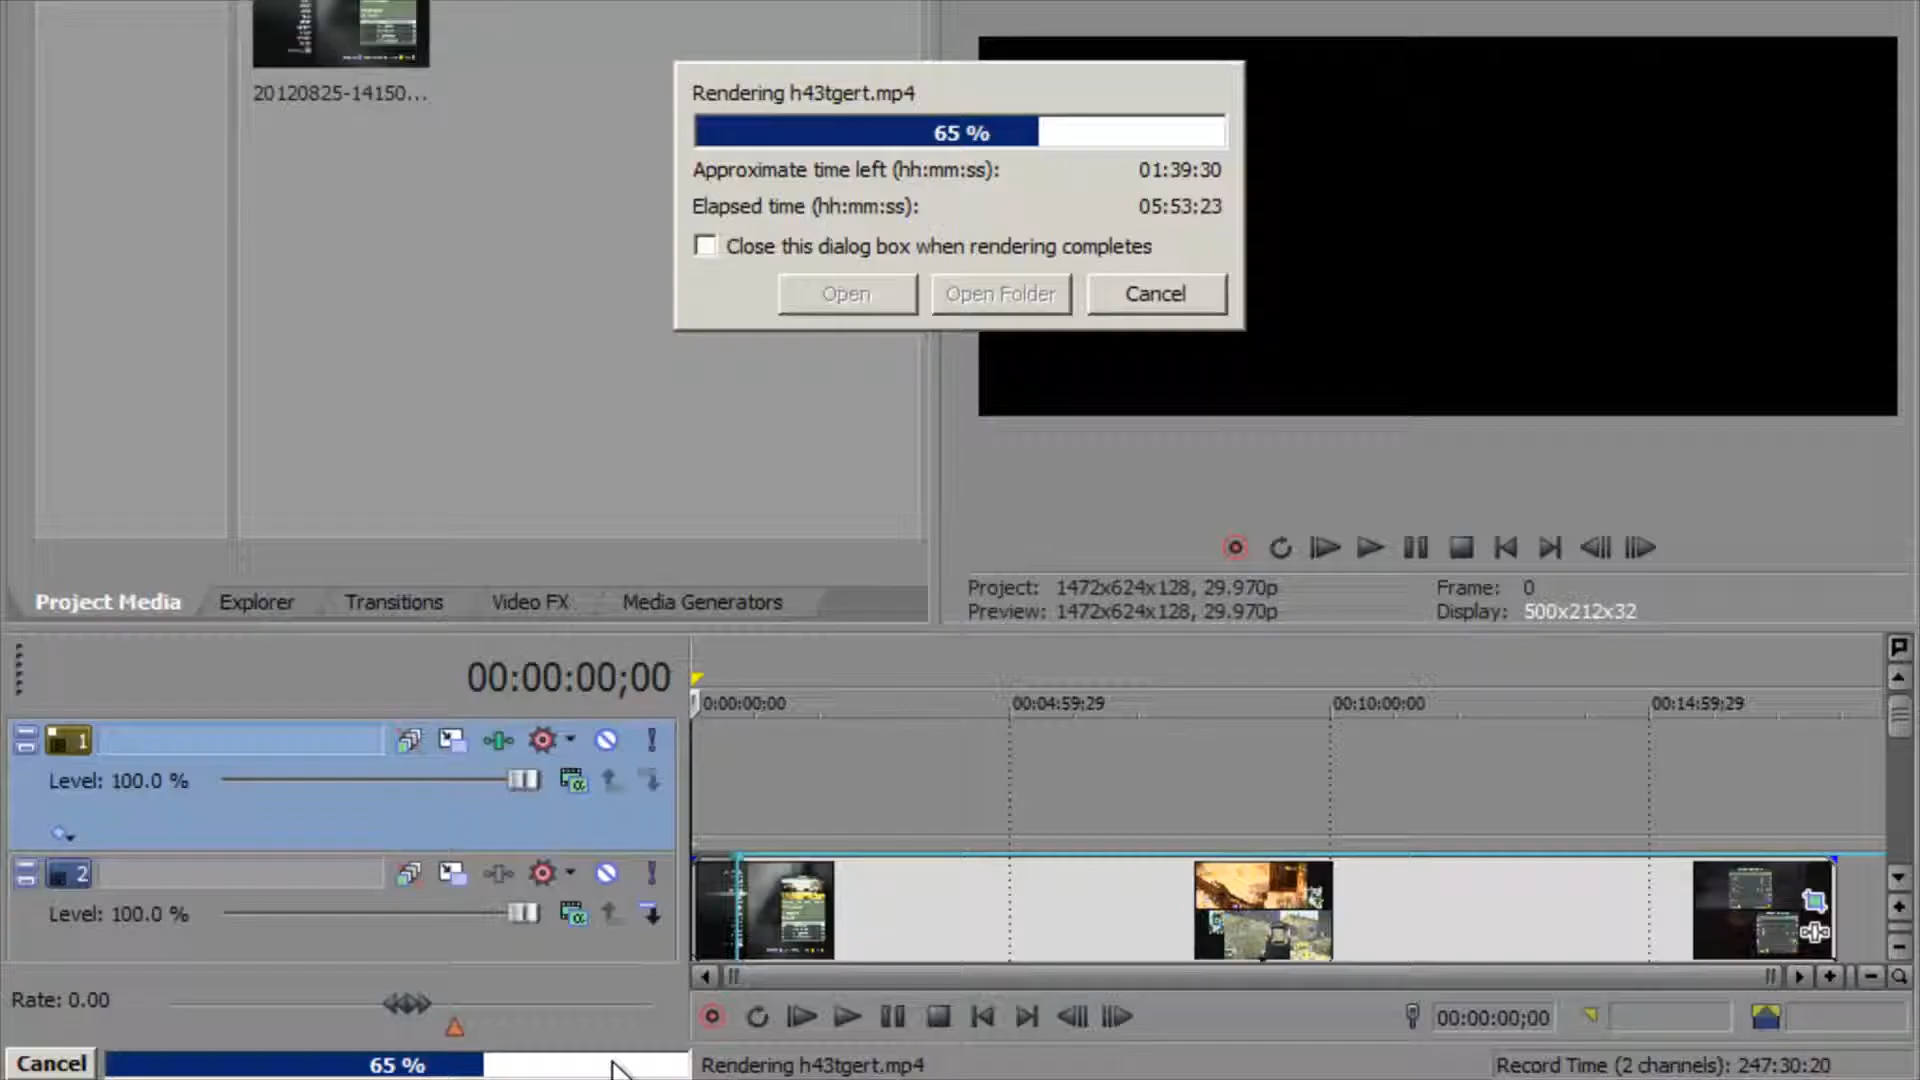 20120825-14150...
Rendering h43tgert.mp4
65 %
Approximate time left (hh:mm:ss): 01:39:30
Elapsed time (hh:mm:ss): 05:53:23
Close this dialog box when rendering completes
Open Open Folder Cancel
Project Media Explorer Transitions Video FX Media Generators
Project: 1472x624x128, 29.970p Frame: 0
Preview: 1472x624x128, 29.970p Display: 500x212x32
00:00:00;00
0:00:00;00 00:04:59;29 00:10:00;00 00:14:59;29
1
Level: 100.0 %
2
Level: 100.0 %
Rate: 0.00
00:00:00;00
Cancel 65 % Rendering h43tgert.mp4 Record Time (2 channels): 247:30:20